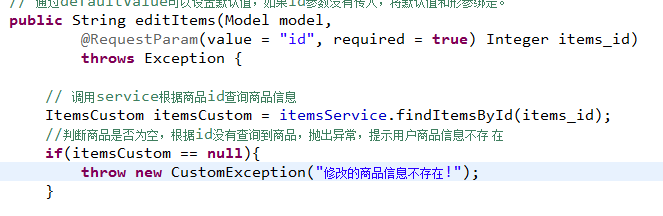 // 通过defaultValue可以设置默认值，如果id参数没有传入，将默认值和形参绑定。
public String editItems(Model model,
@RequestParam(value = "id", required = true) Integer items_id)
throws Exception {
// 调用service根据商品id查询商品信息
ItemsCustom itemsCustom = itemsService.findItemsById(items_id);
//判断商品是否为空，根据id没有查询到商品，抛出异常，提示用户商品信息不存 在
if(itemsCustom == null){
throw new CustomException("修改的商品信息不存在!");
}